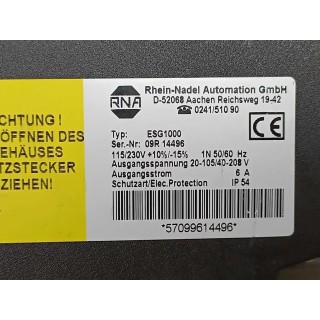 RNA
Rhein-Nadel Automation GmbH
D-52068 Aachen Reichsweg 19-42
☎ 0241/510 90
Typ: ESG1000
Ser.-Nr: 09R 14496
CE
115/230V +10%/-15% 1N 50/60 Hz
Ausgangsspannung 20-105/40-208 V
Ausgangsstrom 6 A
Schutzart/Elec.Protection IP 54
*57099614496*
CHTUNG !
ÖFFNEN DES
EHÄUSES
TZSTECKER
ZIEHEN!